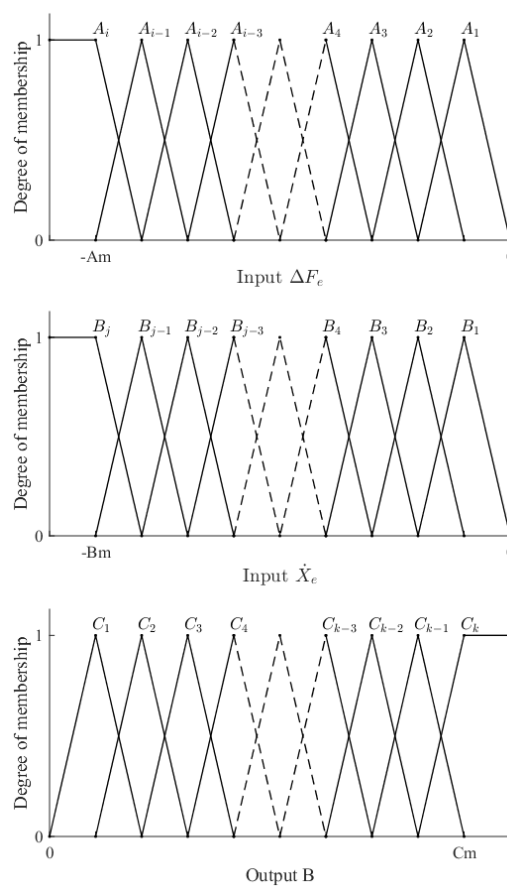 A_i A_{i-1} A_{i-2} A_{i-3} A_4 A_3 A_2 A_1
1
Degree of membership
0
-Am
Input ΔF_e
B_j B_{j-1} B_{j-2} B_{j-3} B_4 B_3 B_2 B_1
1
Degree of membership
0
-Bm
Input Ẋ_e
C_1 C_2 C_3 C_4 C_{k-3} C_{k-2} C_{k-1} C_k
1
Degree of membership
0
0 Cm
Output B